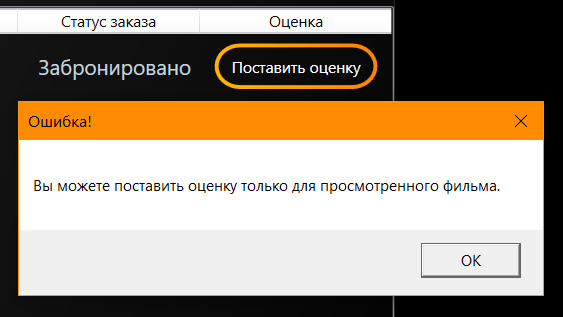 Статус заказа Оценка
Забронировано Поставить оценку
Ошибка!
Вы можете поставить оценку только для просмотренного фильма.
OK